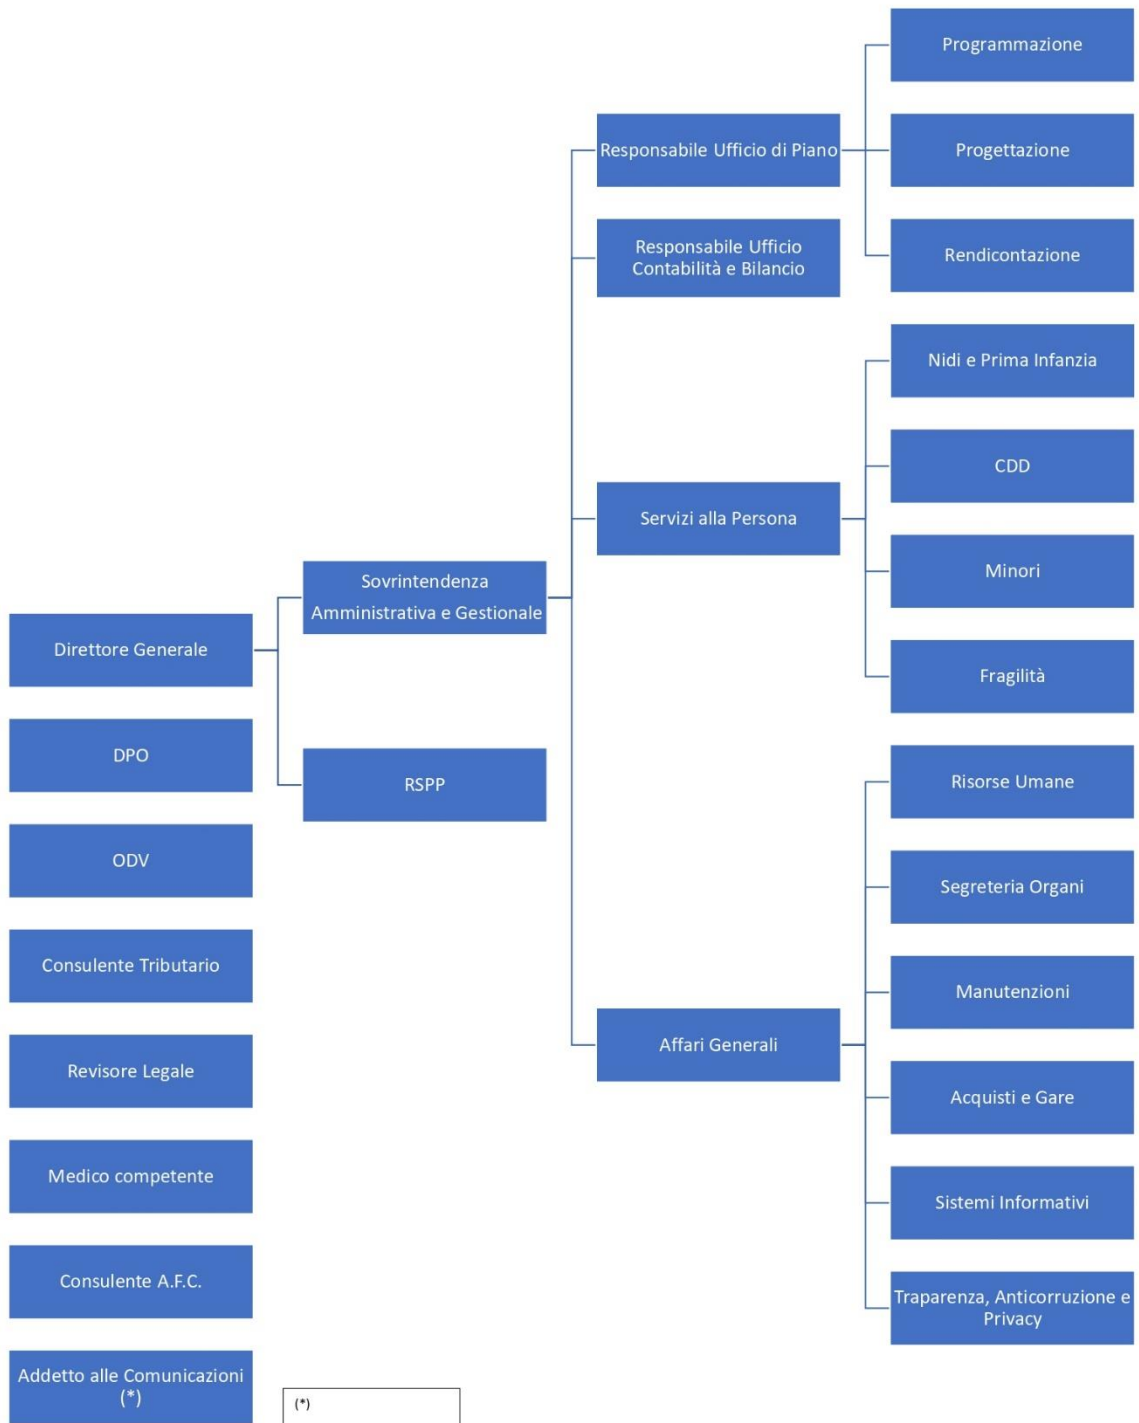 Programmazione
Responsabile Ufficio di Piano
Progettazione
Responsabile Ufficio
Contabilità e Bilancio
Rendicontazione
Nidi e Prima Infanzia
CDD
Servizi alla Persona
Minori
Sovrintendenza
Amministrativa e Gestionale
Direttore Generale
Fragilità
DPO
RSPP
Risorse Umane
ODV
Segreteria Organi
Consulente Tributario
Manutenzioni
Affari Generali
Revisore Legale
Acquisti e Gare
Medico competente
Sistemi Informativi
Consulente A.F.C.
Traparenza, Anticorruzione e
Privacy
Addetto alle Comunicazioni
(*)
(*)